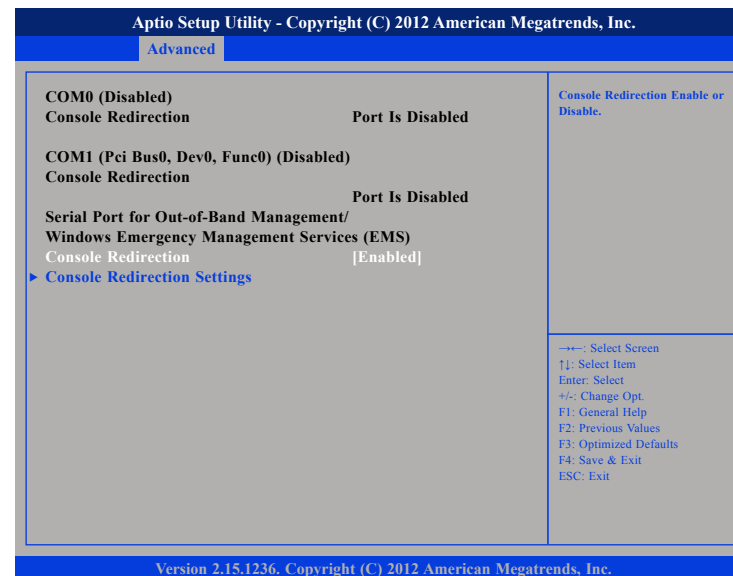 Aptio Setup Utility - Copyright (C) 2012 American Megatrends, Inc.
Advanced
COM0 (Disabled)
Console Redirection Port Is Disabled
COM1 (Pci Bus0, Dev0, Func0) (Disabled)
Console Redirection
Port Is Disabled
Serial Port for Out-of-Band Management/
Windows Emergency Management Services (EMS)
Console Redirection [Enabled]
► Console Redirection Settings
Console Redirection Enable or
Disable.
→←: Select Screen
↑↓: Select Item
Enter: Select
+/-: Change Opt.
F1: General Help
F2: Previous Values
F3: Optimized Defaults
F4: Save & Exit
ESC: Exit
Version 2.15.1236. Copyright (C) 2012 American Megatrends, Inc.